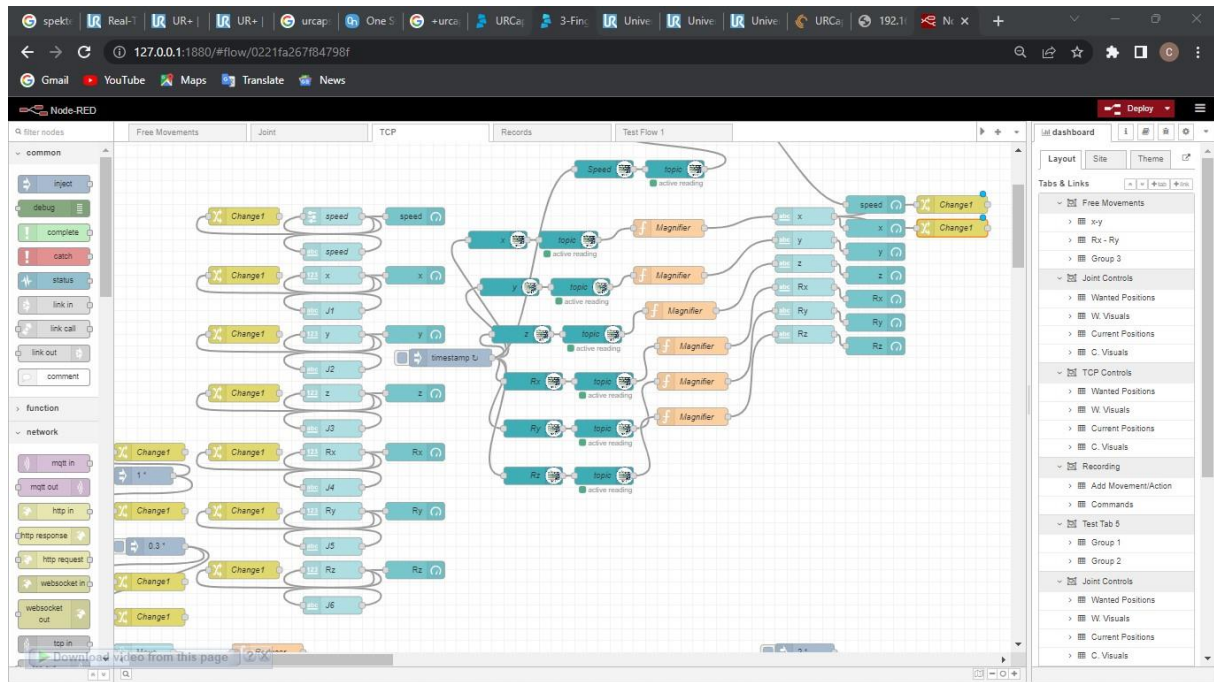 spekt
Real-T
UR+ |
UR+ |
urcap
One S
+urca
URCap
3-Fing
Unive
Unive
Unive
URCap
192.1
127.0.0.1:1880/#flow/0221fa267f84798f
Gmail YouTube Maps Translate News
Node-RED
Deploy
filter nodes
Free Movements Joint TCP Records Test Flow 1
dashboard
Layout Site Theme
Tabs & Links
+tab +link
common
inject
debug
complete
catch
status
link in
link call
link out
comment
function
network
mqtt in
mqtt out
http in
http response
http request
websocket in
websocket
out
tcp in
Change1 speed speed
speed
Change1 x x
J1
Change1 y y
J2
Change1 z z
J3
Change1 Change1 Rx Rx
1"
J4
Change1 Change1 Ry Ry
0.3"
J5
Change1 Change1 Rz Rz
J6
Change1
timestamp ↻
Speed topic
active reading
x topic
active reading
y topic
active reading
z topic
active reading
Rx topic
active reading
Ry topic
active reading
Rz topic
active reading
Magnifier
Magnifier
Magnifier
Magnifier
Magnifier
Magnifier
x
y
z
Rx
Ry
Rz
speed Change1
x Change1
y
z
Rx
Ry
Rz
Free Movements
x-y
Rx - Ry
Group 3
Joint Controls
Wanted Positions
W. Visuals
Current Positions
C. Visuals
TCP Controls
Wanted Positions
W. Visuals
Current Positions
C. Visuals
Recording
Add Movement/Action
Commands
Test Tab 5
Group 1
Group 2
Joint Controls
Wanted Positions
W. Visuals
Current Positions
C. Visuals
Download video from this page